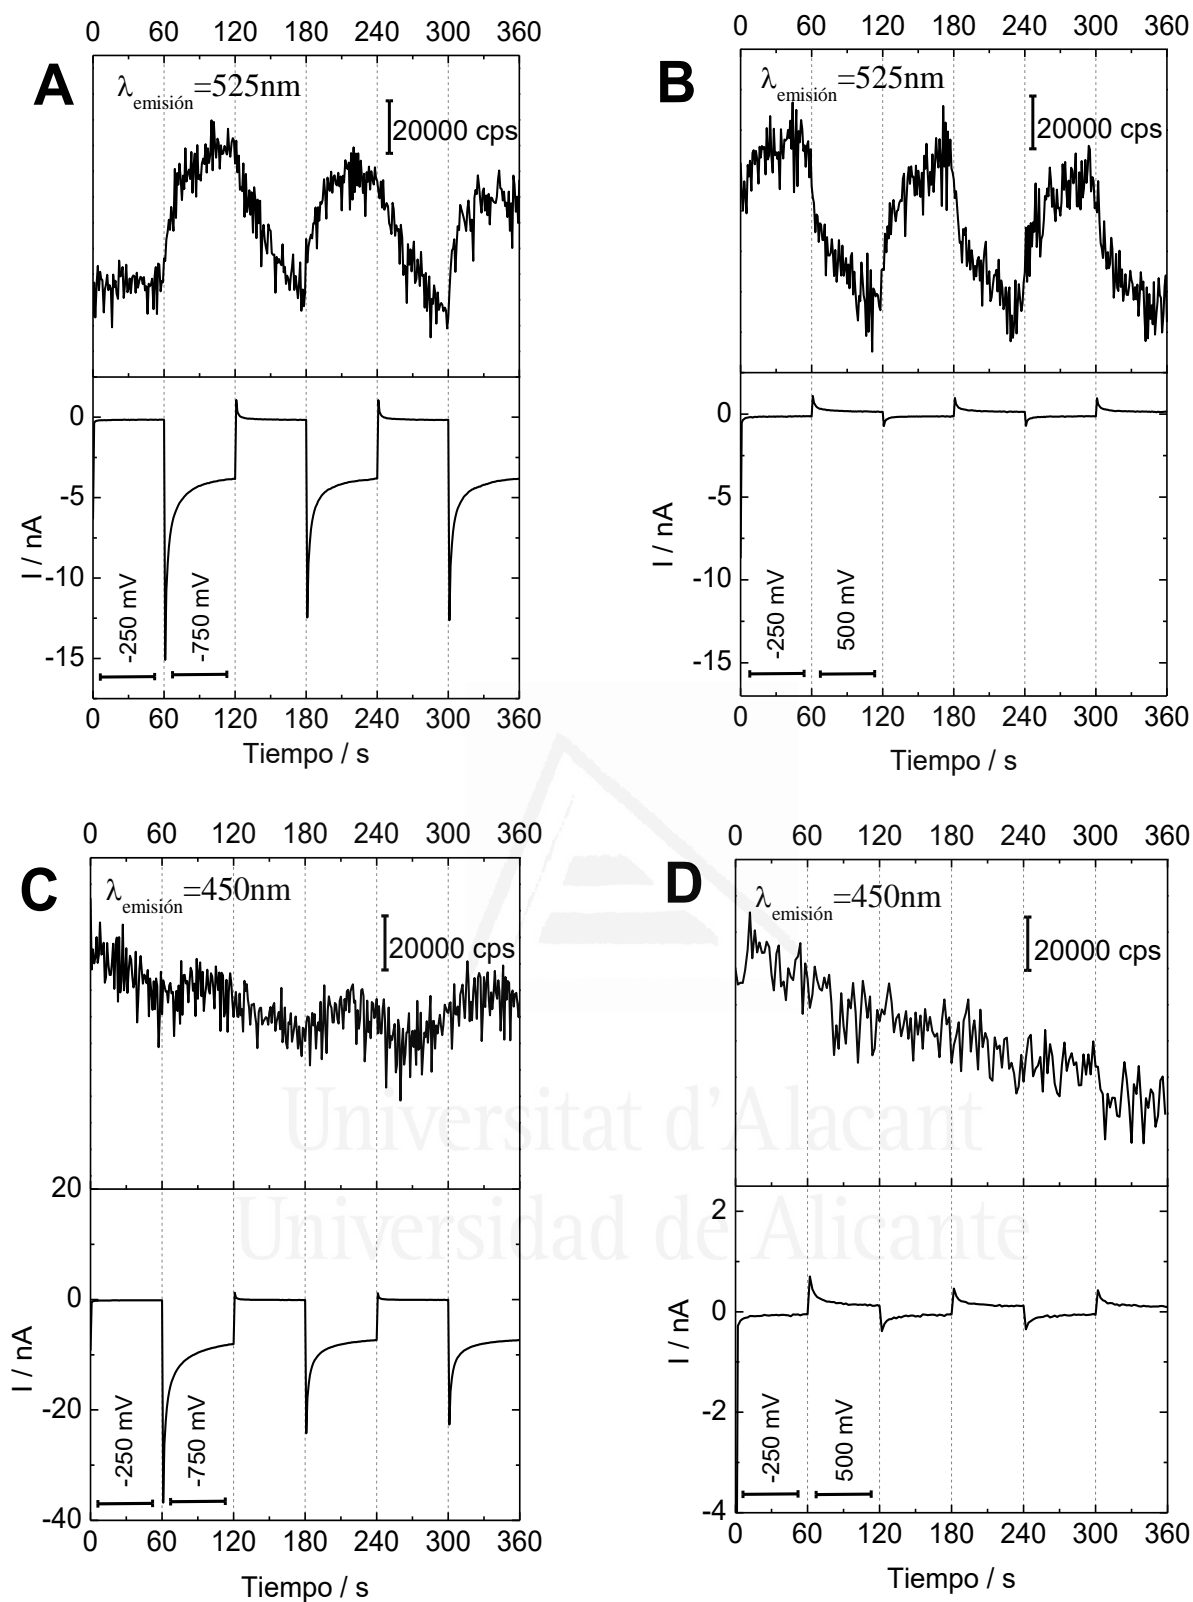 0 60 120 180 240 300 360
A
λemisión=525nm
20000 cps
0
-5
-10
-15
I / nA
-250 mV
-750 mV
0 60 120 180 240 300 360
Tiempo / s
0 60 120 180 240 300 360
B
λemisión=525nm
20000 cps
0
-5
-10
-15
I / nA
-250 mV
500 mV
0 60 120 180 240 300 360
Tiempo / s
0 60 120 180 240 300 360
C
λemisión=450nm
20000 cps
20
0
-20
-40
I / nA
-250 mV
-750 mV
0 60 120 180 240 300 360
Tiempo / s
0 60 120 180 240 300 360
D
λemisión=450nm
20000 cps
2
0
-2
-4
I / nA
-250 mV
500 mV
0 60 120 180 240 300 360
Tiempo / s
Universitat d'Alacant
Universidad de Alicante